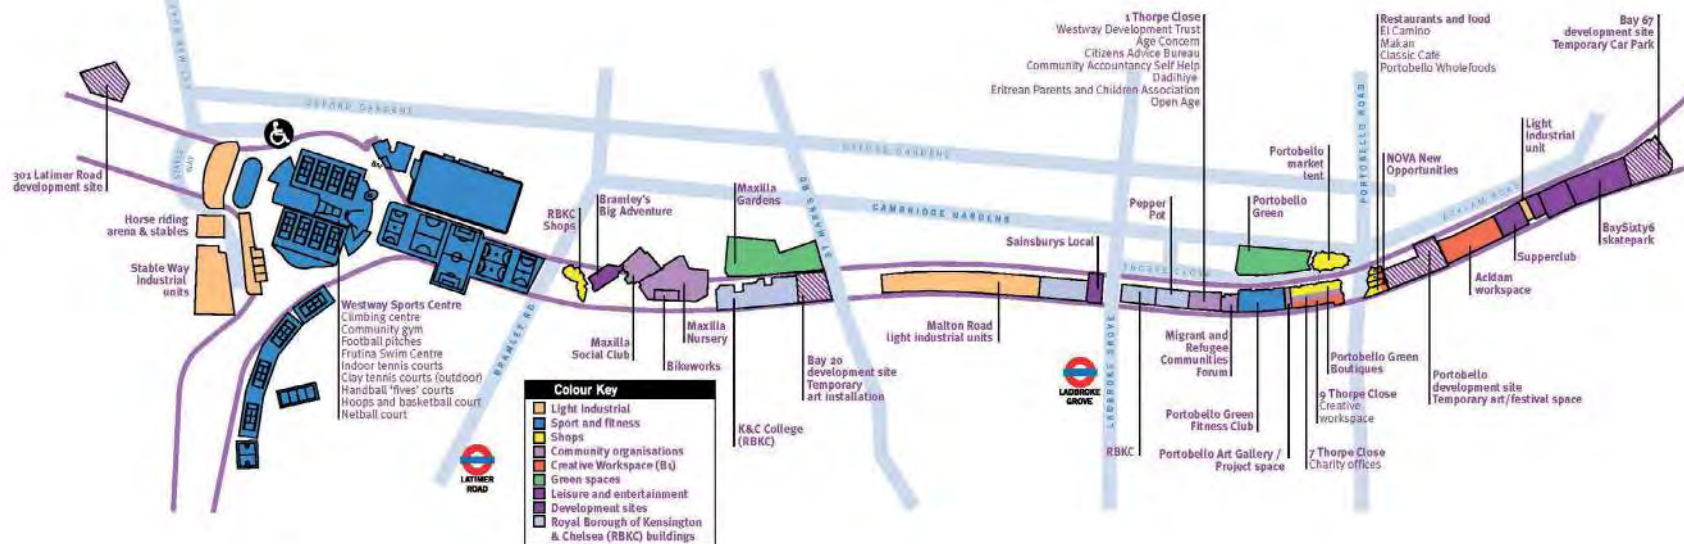 LATIMER ROAD
1 Thorpe Close
Westway Development Trust
Age Concern
Citizens Advice Bureau
Community Accountancy Self Help
Dadihiye
Eritrean Parents and Children Association
Open Age
Restaurants and food
El Camino
Makan
Classic Café
Portobello Wholefoods
Bay 67
development site
Temporary Car Park
OXFORD GARDENS
OXFORD GARDENS
STABLE WAY
PORTOBELLO ROAD
301 Latimer Road
development site
Light
Industrial
unit
Portobello
market
tent
NOVA New
Opportunities
Horse riding
arena & stables
RBKC
Shops
Bramley's
Big Adventure
Maxilla
Gardens
ST MARKS RD
CAMBRIDGE GARDENS
Pepper
Pot
Portobello
Green
ACKLAM ROAD
Sainsburys Local
BaySixty6
skatepark
Supperclub
Stable Way
Industrial
units
THORPE CLOSE
Acklam
workspace
Westway Sports Centre
Climbing centre
Community gym
Football pitches
Frutina Swim Centre
Indoor tennis courts
Clay tennis courts (outdoor)
Handball 'fives' courts
Hoops and basketball court
Netball court
BRAMLEY RD
Maxilla
Social Club
Maxilla
Nursery
Bikeworks
Malton Road
light industrial units
LADBROKE GROVE
Migrant and
Refugee
Communities
Forum
Portobello Green
Boutiques
Bay 20
development site
Temporary
art installation
Portobello
development site
Temporary art/festival space
LADBROKE
GROVE
9 Thorpe Close
Creative
workspace
Portobello Green
Fitness Club
K&C College
(RBKC)
RBKC
Portobello Art Gallery /
Project space
7 Thorpe Close
Charity offices
LATIMER
ROAD
Colour Key
Light Industrial
Sport and fitness
Shops
Community organisations
Creative Workspace (B1)
Green spaces
Leisure and entertainment
Development sites
Royal Borough of Kensington
& Chelsea (RBKC) buildings